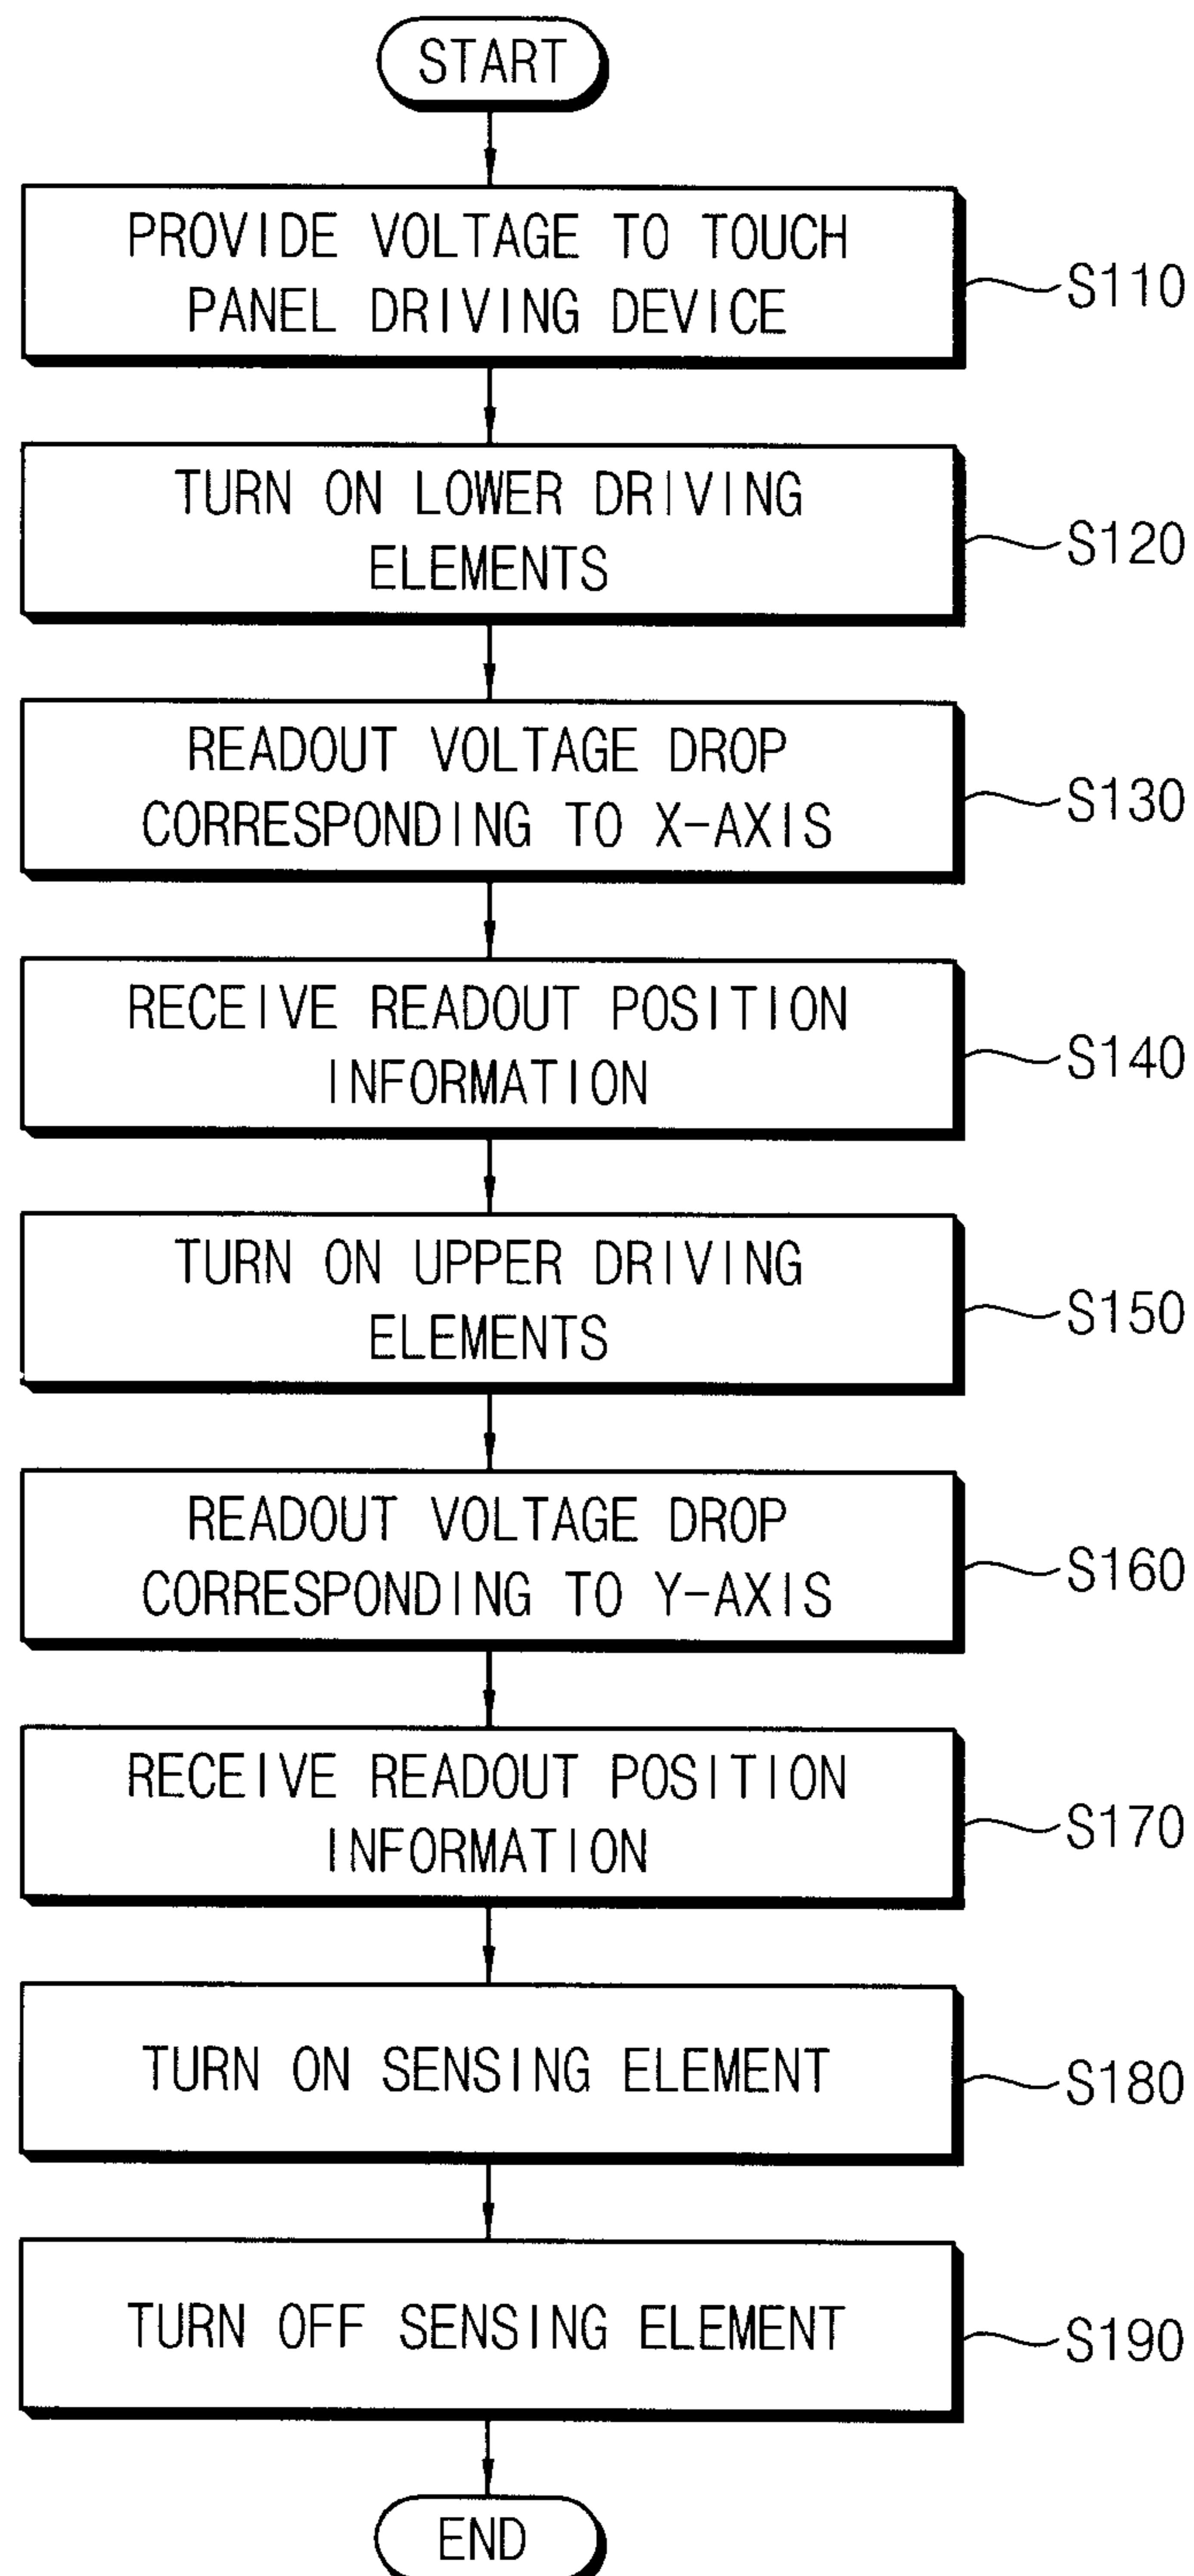 START
PROVIDE VOLTAGE TO TOUCH
PANEL DRIVING DEVICE
S110
TURN ON LOWER DRIVING
ELEMENTS
S120
READOUT VOLTAGE DROP
CORRESPONDING TO X-AXIS
S130
RECEIVE READOUT POSITION
INFORMATION
S140
TURN ON UPPER DRIVING
ELEMENTS
S150
READOUT VOLTAGE DROP
CORRESPONDING TO Y-AXIS
S160
RECEIVE READOUT POSITION
INFORMATION
S170
TURN ON SENSING ELEMENT
S180
TURN OFF SENSING ELEMENT
S190
END